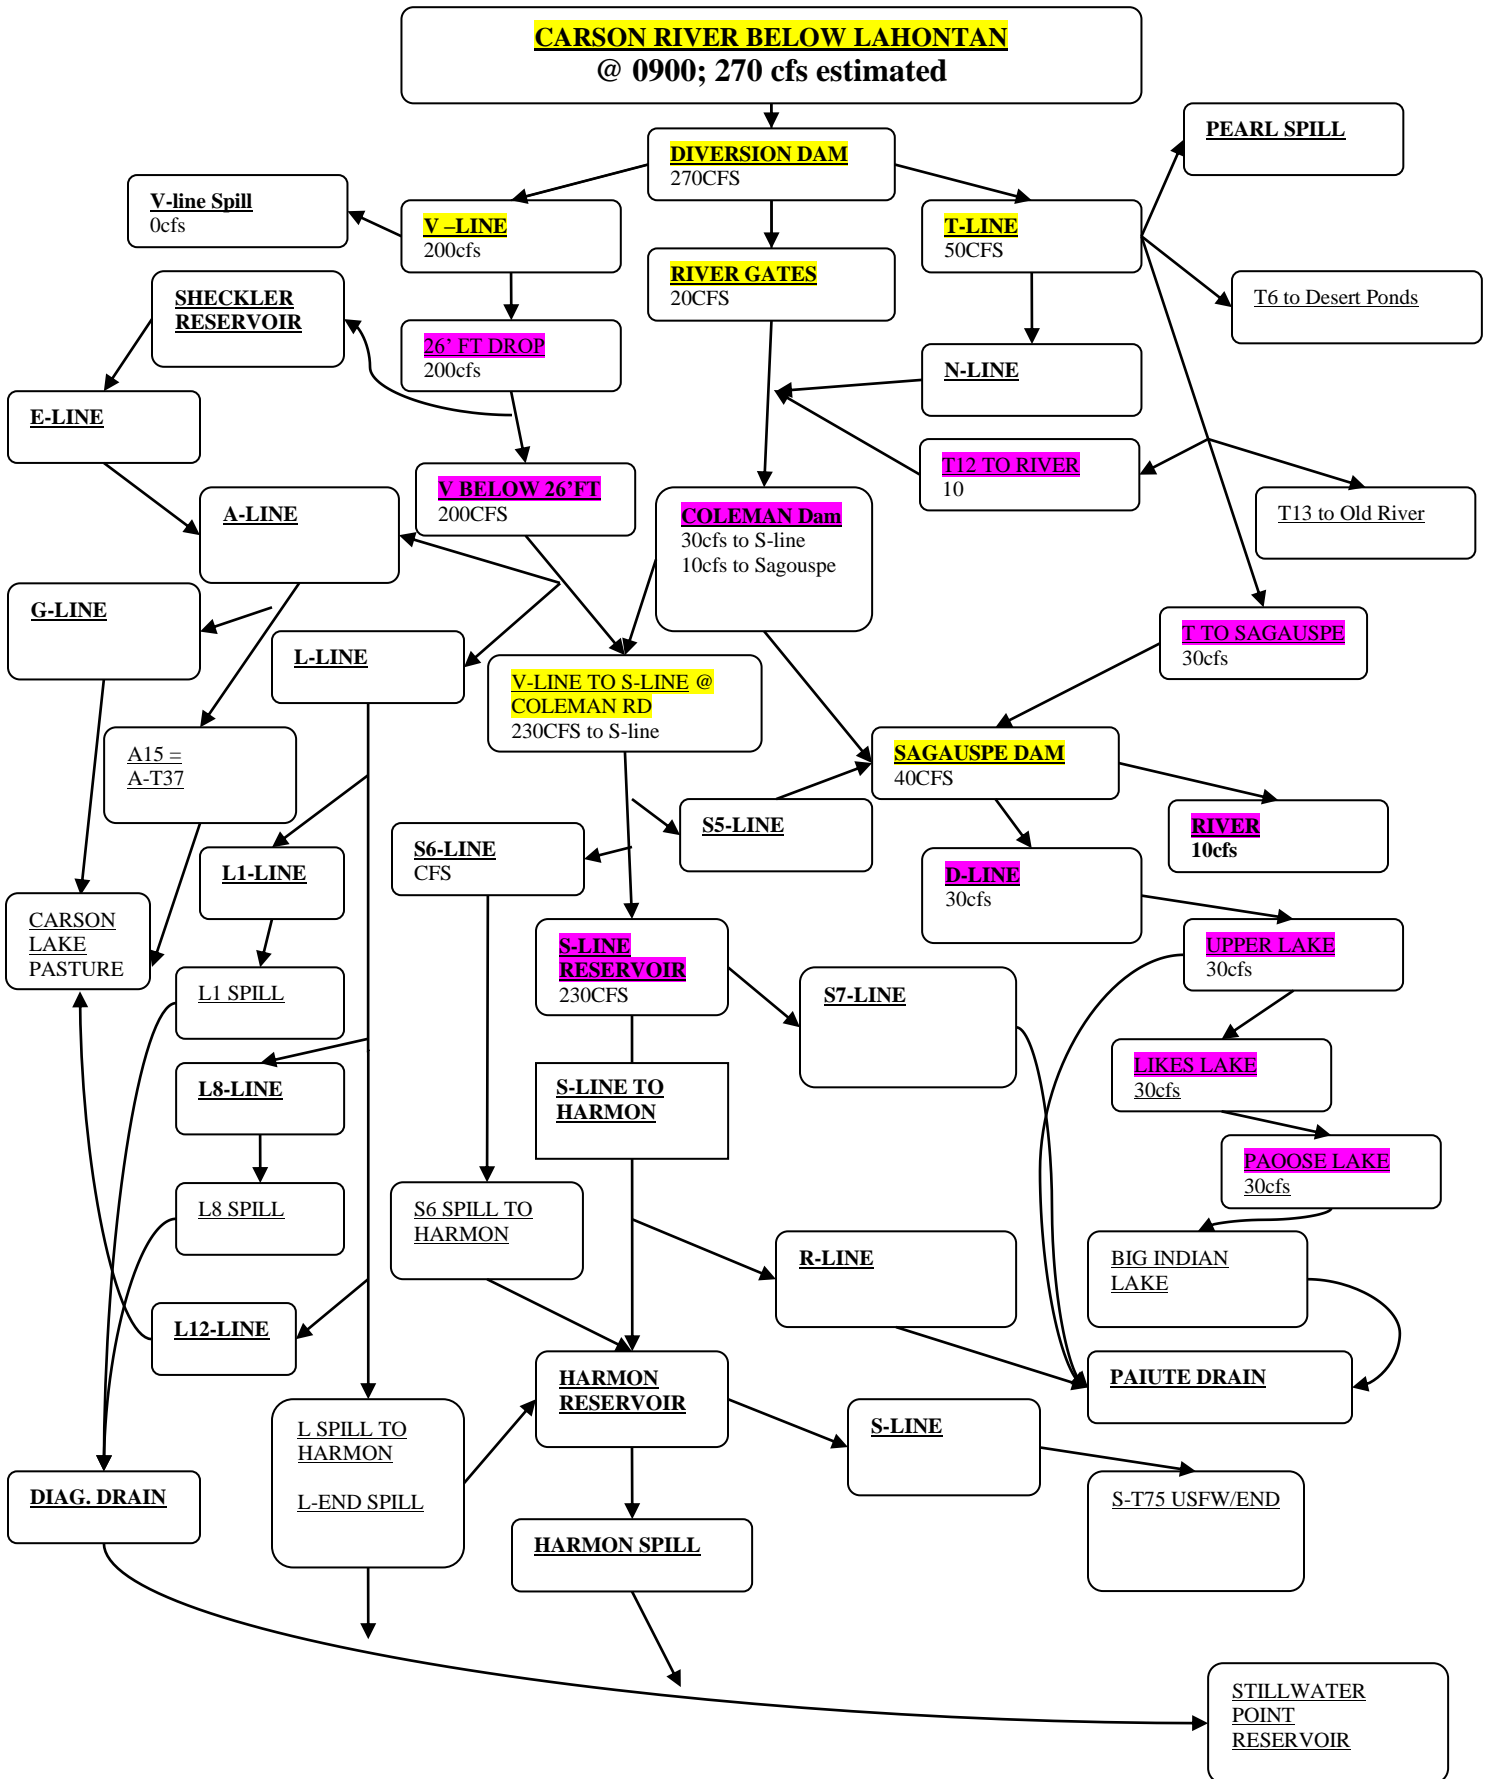 CARSON RIVER BELOW LAHONTAN
@ 0900; 270 cfs estimated
DIVERSION DAM
270CFS
PEARL SPILL
V-line Spill
0cfs
V –LINE
200cfs
T-LINE
50CFS
RIVER GATES
20CFS
SHECKLER
RESERVOIR
T6 to Desert Ponds
26' FT DROP
200cfs
N-LINE
E-LINE
T12 TO RIVER
10
V BELOW 26'FT
200CFS
A-LINE
COLEMAN Dam
30cfs to S-line
10cfs to Sagouspe
T13 to Old River
G-LINE
L-LINE
T TO SAGAUSPE
30cfs
V-LINE TO S-LINE @
COLEMAN RD
230CFS to S-line
A15 =
A-T37
SAGAUSPE DAM
40CFS
S5-LINE
RIVER
10cfs
S6-LINE
CFS
L1-LINE
D-LINE
30cfs
CARSON
LAKE
PASTURE
S-LINE
RESERVOIR
230CFS
UPPER LAKE
30cfs
L1 SPILL
S7-LINE
LIKES LAKE
30cfs
L8-LINE
S-LINE TO
HARMON
PAOOSE LAKE
30cfs
L8 SPILL
S6 SPILL TO
HARMON
R-LINE
BIG INDIAN
LAKE
L12-LINE
HARMON
RESERVOIR
PAIUTE DRAIN
L SPILL TO
HARMON
L-END SPILL
S-LINE
DIAG. DRAIN
S-T75 USFW/END
HARMON SPILL
STILLWATER
POINT
RESERVOIR